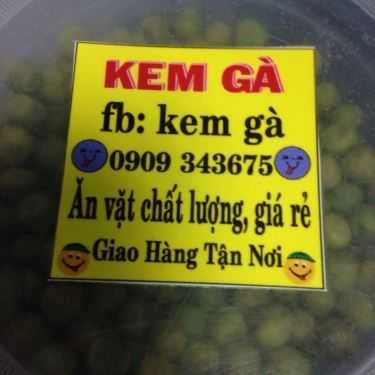 KEM GÀ
fb: kem gà
0909 343675
Ăn vặt chất lượng, giá rẻ
Giao Hàng Tận Nơi